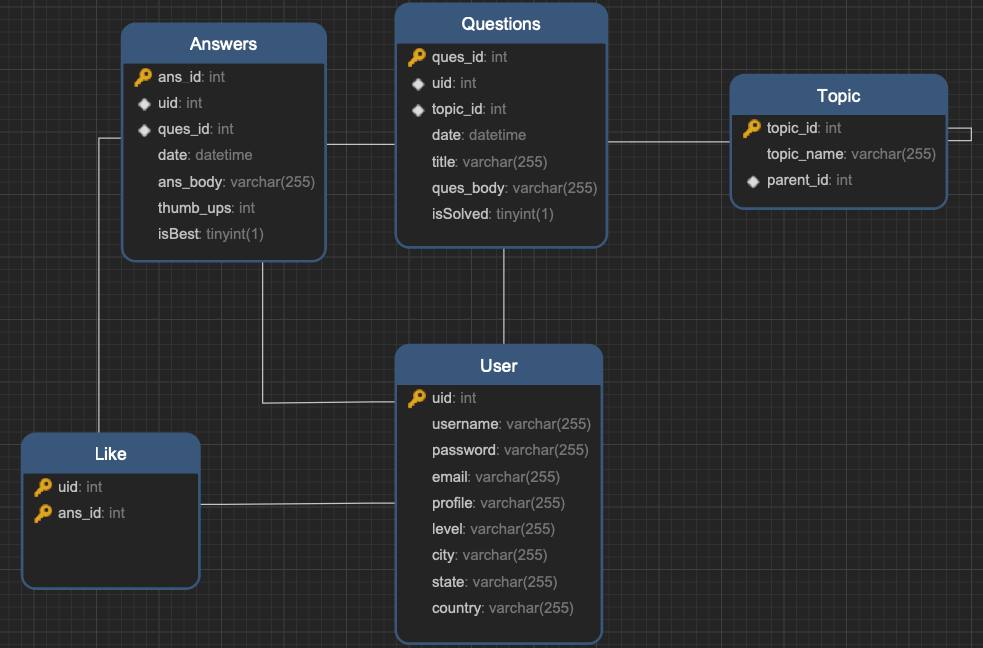 Answers
ans_id: int
uid: int
ques_id: int
date: datetime
ans_body: varchar(255)
thumb_ups: int
isBest: tinyint(1)
Questions
ques_id: int
uid: int
topic_id: int
date: datetime
title: varchar(255)
ques_body: varchar(255)
isSolved: tinyint(1)
Topic
topic_id: int
topic_name: varchar(255)
parent_id: int
Like
uid: int
ans_id: int
User
uid: int
username: varchar(255)
password: varchar(255)
email: varchar(255)
profile: varchar(255)
level: varchar(255)
city: varchar(255)
state: varchar(255)
country: varchar(255)